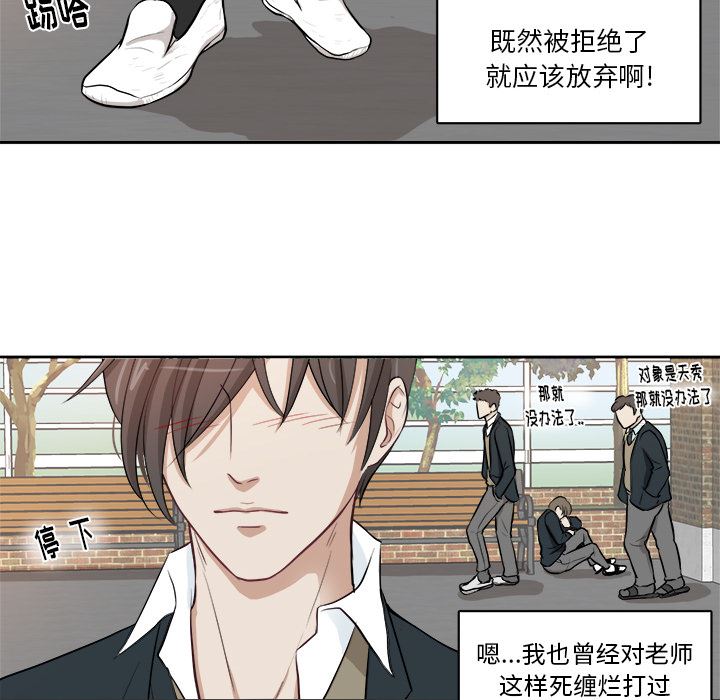 踢嗒
既然被拒绝了
就应该放弃啊!
对象是天秀
那就没办法了
那就
没办法了..
停下
嗯...我也曾经对老师
这样死缠烂打过